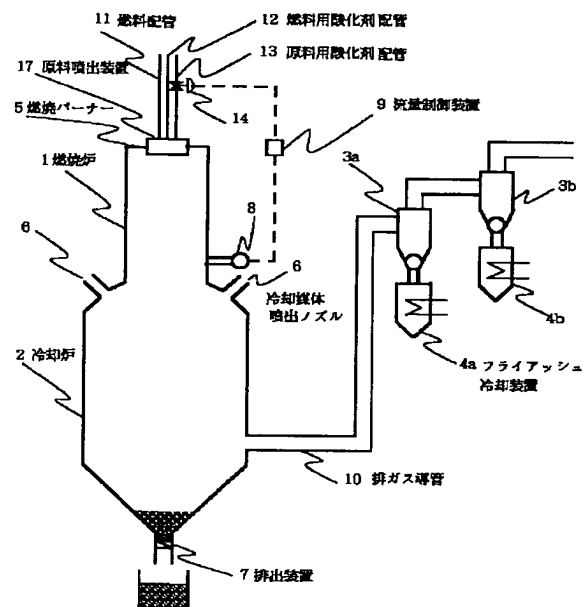 11 燃料配管
12 燃料用酸化剤配管
13 原料用酸化剤配管
17 原料噴出装置
14
5 燃焼バーナー
9 流量制御装置
1 燃焼炉
3a
3b
8
6
6
冷却媒体
噴出ノズル
4b
2 冷却炉
4a フライアッシュ
冷却装置
10 排ガス導管
7 排出装置